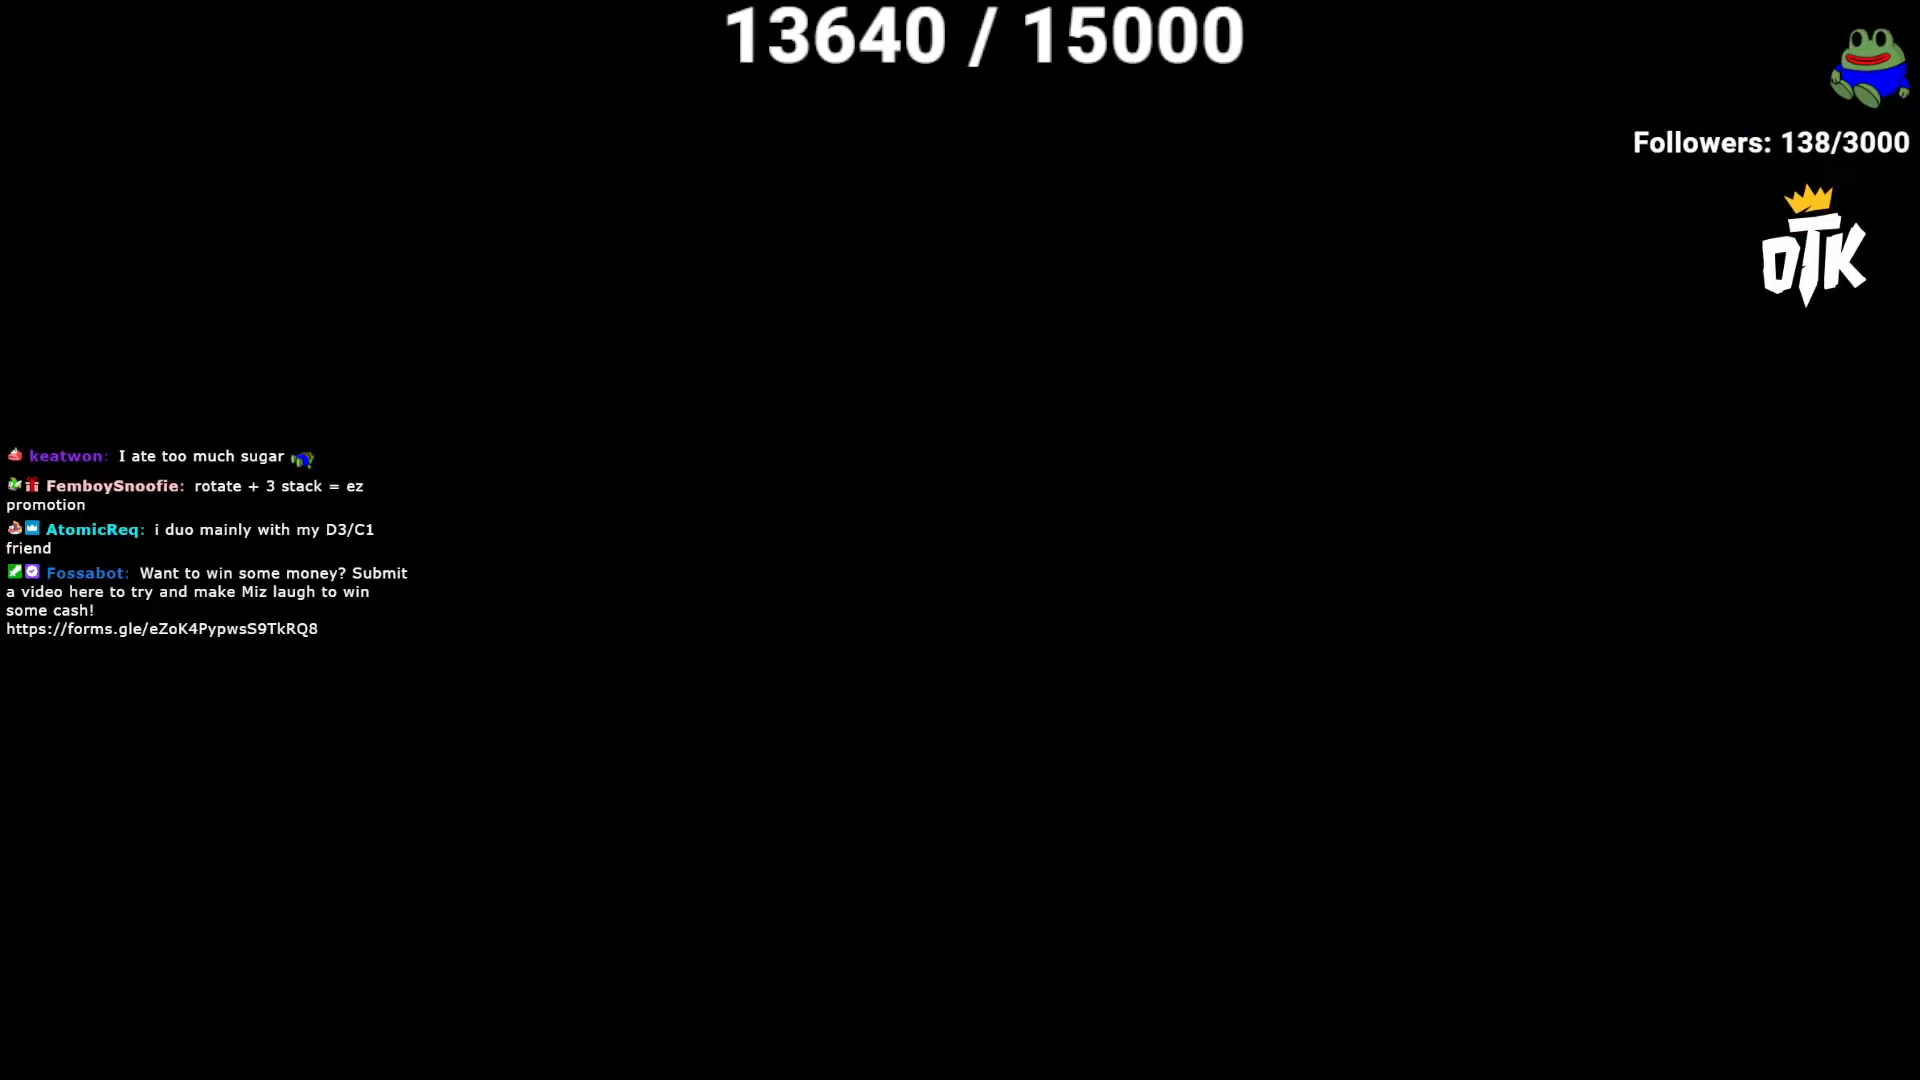 13640 / 15000
Followers: 138/3000
OTK
keatwon: I ate too much sugar
FemboySnoofie: rotate + 3 stack = ez
promotion
AtomicReq: i duo mainly with my D3/C1
friend
Fossabot: Want to win some money? Submit
a video here to try and make Miz laugh to win
some cash!
https://forms.gle/eZoK4PypwsS9TkRQ8